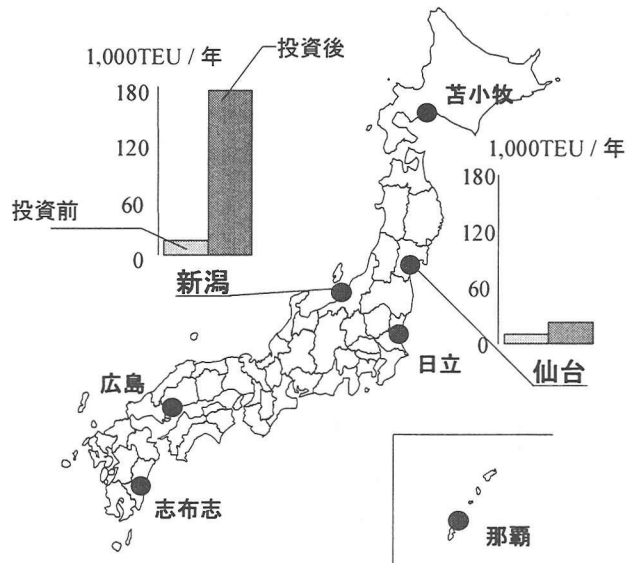 1,000TEU / 年
投資後
180
120
60
0
投資前
新潟
苫小牧
1,000TEU / 年
180
120
60
0
仙台
日立
広島
志布志
那覇